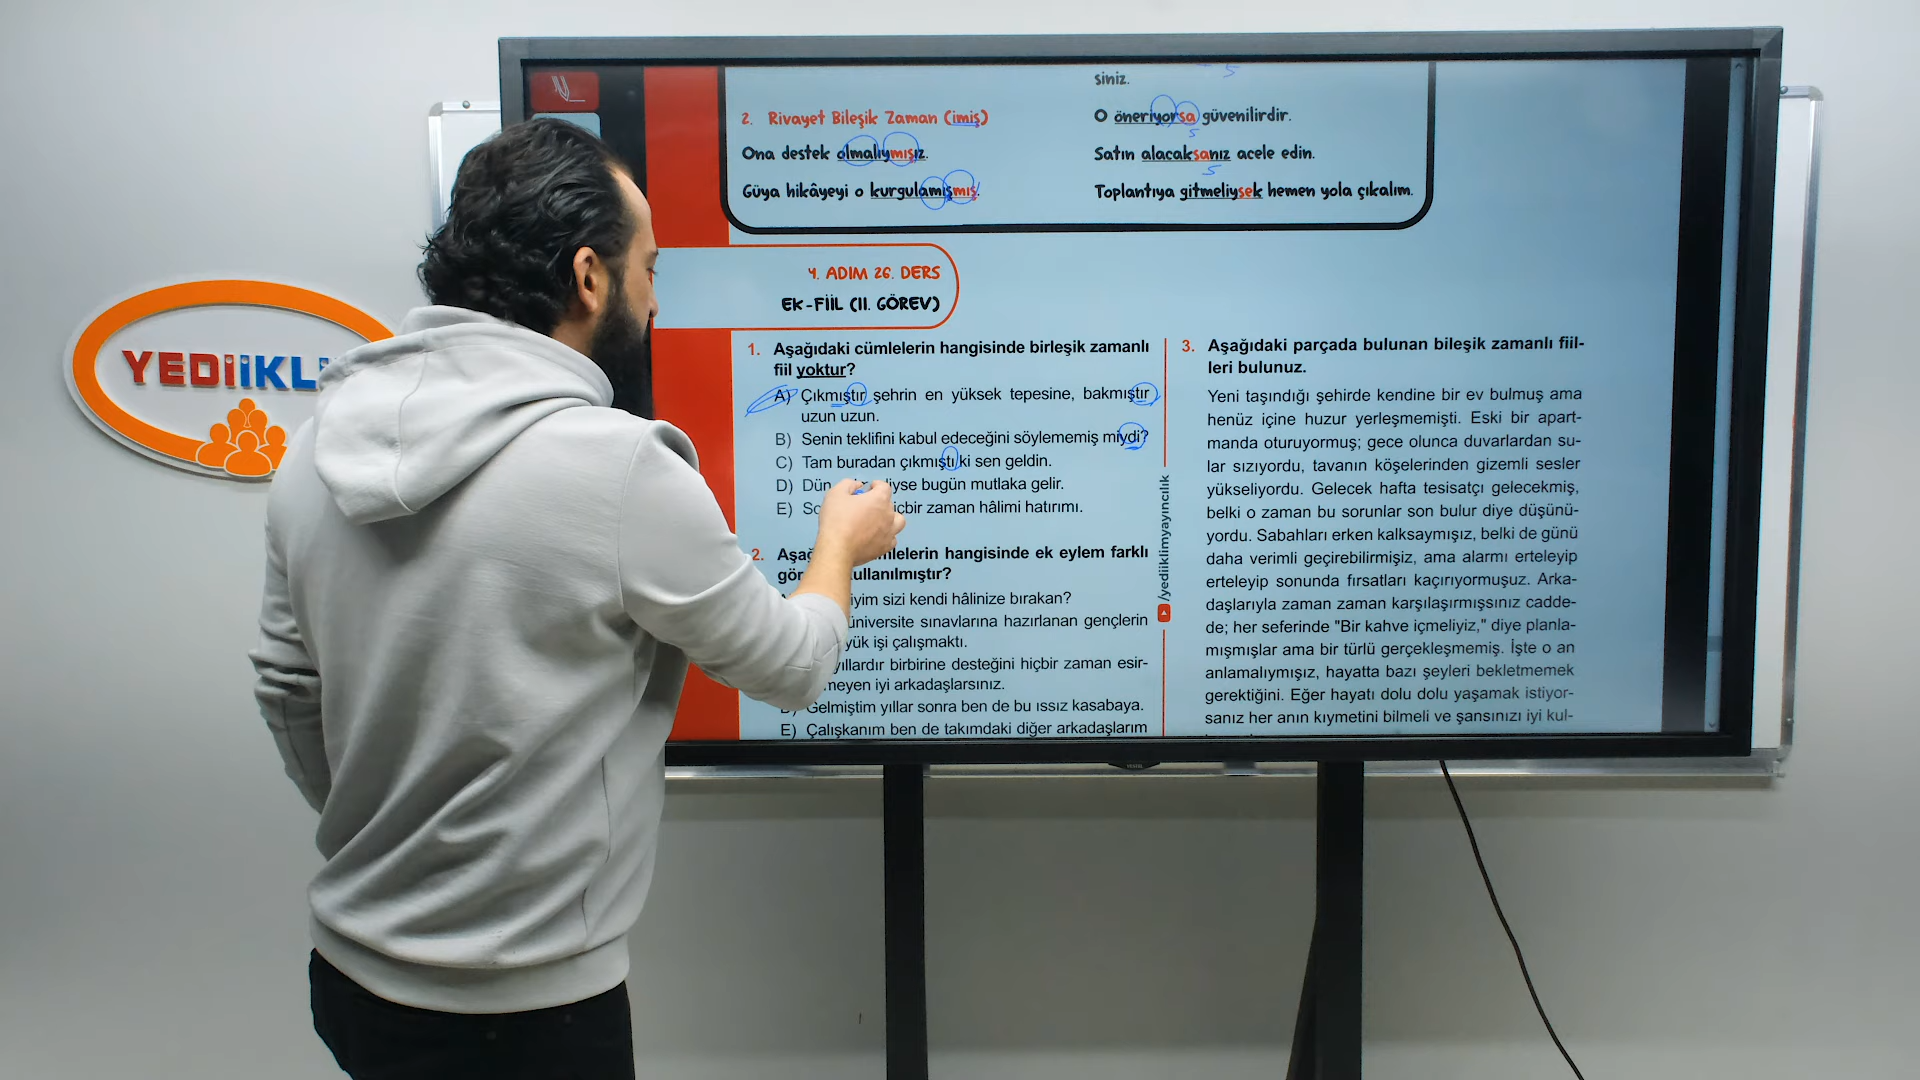 YEDİİKLİ
2. Rivayet Bileşik Zaman (imiş)
Ona destek olmalıymışız.
Güya hikâyeyi o kurgulamışmış!
siniz.
O öneriyorsa güvenilirdir.
Satın alacaksanız acele edin.
Toplantıya gitmeliysek hemen yola çıkalım.
4. ADIM 26. DERS
EK-FİİL (II. GÖREV)
1. Aşağıdaki cümlelerin hangisinde birleşik zamanlı
fiil yoktur?
A) Çıkmıştır şehrin en yüksek tepesine, bakmıştır
uzun uzun.
B) Senin teklifini kabul edeceğini söylememiş miydi?
C) Tam buradan çıkmıştı ki sen geldin.
D) Dün bugün mutlaka gelir.
E) zaman hâlimi hatırımı.
2. hangisinde ek eylem farklı
kullanılmıştır?
sizi kendi hâlinize bırakan?
üniversite sınavlarına hazırlanan gençlerin
işi çalışmaktı.
yıllardır birbirine desteğini hiçbir zaman esir-
meyen iyi arkadaşlarsınız.
D) Gelmiştim yıllar sonra ben de bu ıssız kasabaya.
E) Çalışkanım ben de takımdaki diğer arkadaşlarım
/yediiklimyayincilik
3. Aşağıdaki parçada bulunan bileşik zamanlı fiil-
leri bulunuz.
Yeni taşındığı şehirde kendine bir ev bulmuş ama
henüz içine huzur yerleşmemişti. Eski bir apart-
manda oturuyormuş; gece olunca duvarlardan su-
lar sızıyordu, tavanın köşelerinden gizemli sesler
yükseliyordu. Gelecek hafta tesisatçı gelecekmiş,
belki o zaman bu sorunlar son bulur diye düşünü-
yordu. Sabahları erken kalksaymışız, belki de günü
daha verimli geçirebilirmişiz, ama alarmı erteleyip
erteleyip sonunda fırsatları kaçırıyormuşuz. Arka-
daşlarıyla zaman zaman karşılaşırmışsınız cadde-
de; her seferinde "Bir kahve içmeliyiz," diye planla-
mışmışlar ama bir türlü gerçekleşmemiş. İşte o an
anlamalıymışız, hayatta bazı şeyleri bekletmemek
gerektiğini. Eğer hayatı dolu dolu yaşamak istiyor-
sanız her anın kıymetini bilmeli ve şansınızı iyi kul-